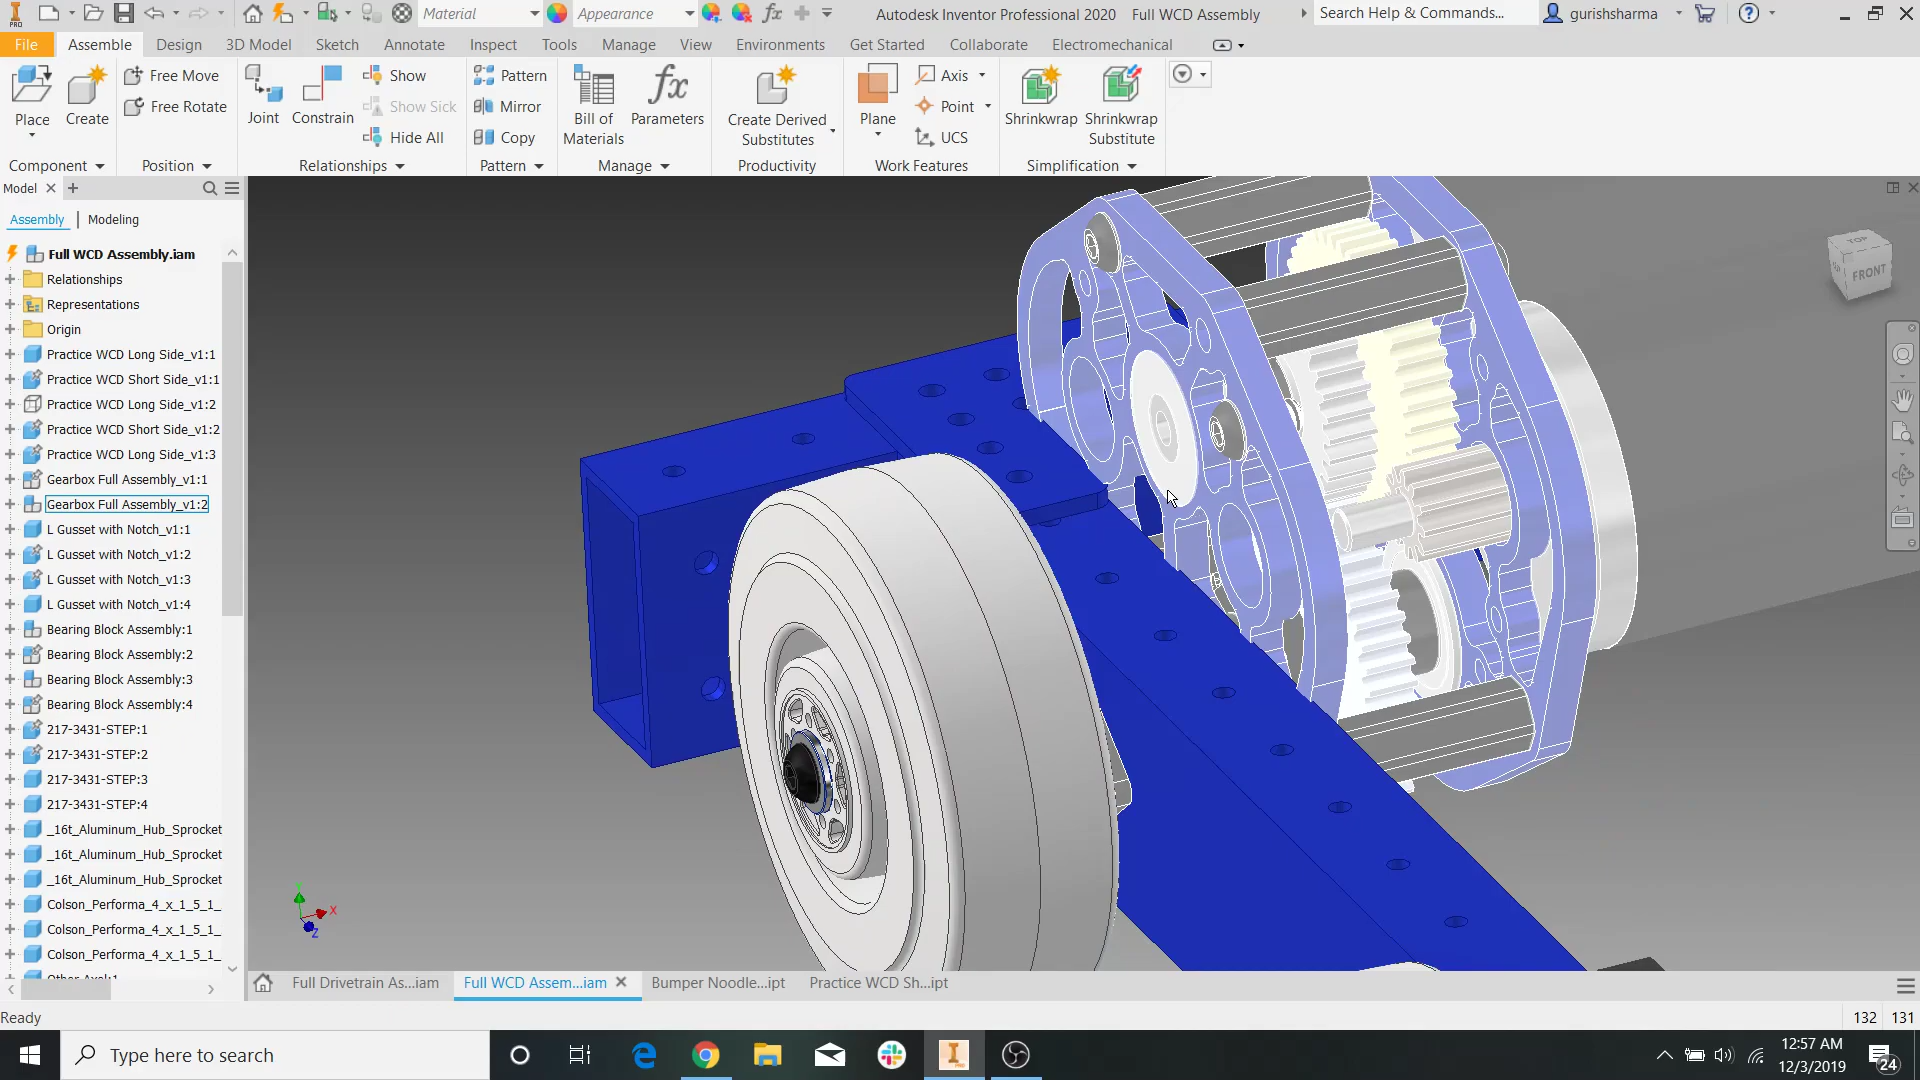 PRO
Material
Appearance
Autodesk Inventor Professional 2020 Full WCD Assembly
Search Help & Commands...
gurishsharma
File Assemble Design 3D Model Sketch Annotate Inspect Tools Manage View Environments Get Started Collaborate Electromechanical
Place
Create
Free Move
Free Rotate
Joint
Constrain
Show
Show Sick
Hide All
Pattern
Mirror
Copy
Bill of
Materials
Parameters
Create Derived
Substitutes
Plane
Axis
Point
UCS
Shrinkwrap
Shrinkwrap
Substitute
Component Position Relationships Pattern Manage Productivity Work Features Simplification
Model
Assembly Modeling
Full WCD Assembly.iam
Relationships
Representations
Origin
Practice WCD Long Side_v1:1
Practice WCD Short Side_v1:1
Practice WCD Long Side_v1:2
Practice WCD Short Side_v1:2
Practice WCD Long Side_v1:3
Gearbox Full Assembly_v1:1
Gearbox Full Assembly_v1:2
L Gusset with Notch_v1:1
L Gusset with Notch_v1:2
L Gusset with Notch_v1:3
L Gusset with Notch_v1:4
Bearing Block Assembly:1
Bearing Block Assembly:2
Bearing Block Assembly:3
Bearing Block Assembly:4
217-3431-STEP:1
217-3431-STEP:2
217-3431-STEP:3
217-3431-STEP:4
_16t_Aluminum_Hub_Sprocket
_16t_Aluminum_Hub_Sprocket
_16t_Aluminum_Hub_Sprocket
Colson_Performa_4_x_1_5_1_
Colson_Performa_4_x_1_5_1_
Colson_Performa_4_x_1_5_1_
TOP
FRONT
X
Z
Full Drivetrain As...iam Full WCD Assem...iam Bumper Noodle...ipt Practice WCD Sh...ipt
Ready
132 131
Type here to search
12:57 AM
12/3/2019
24